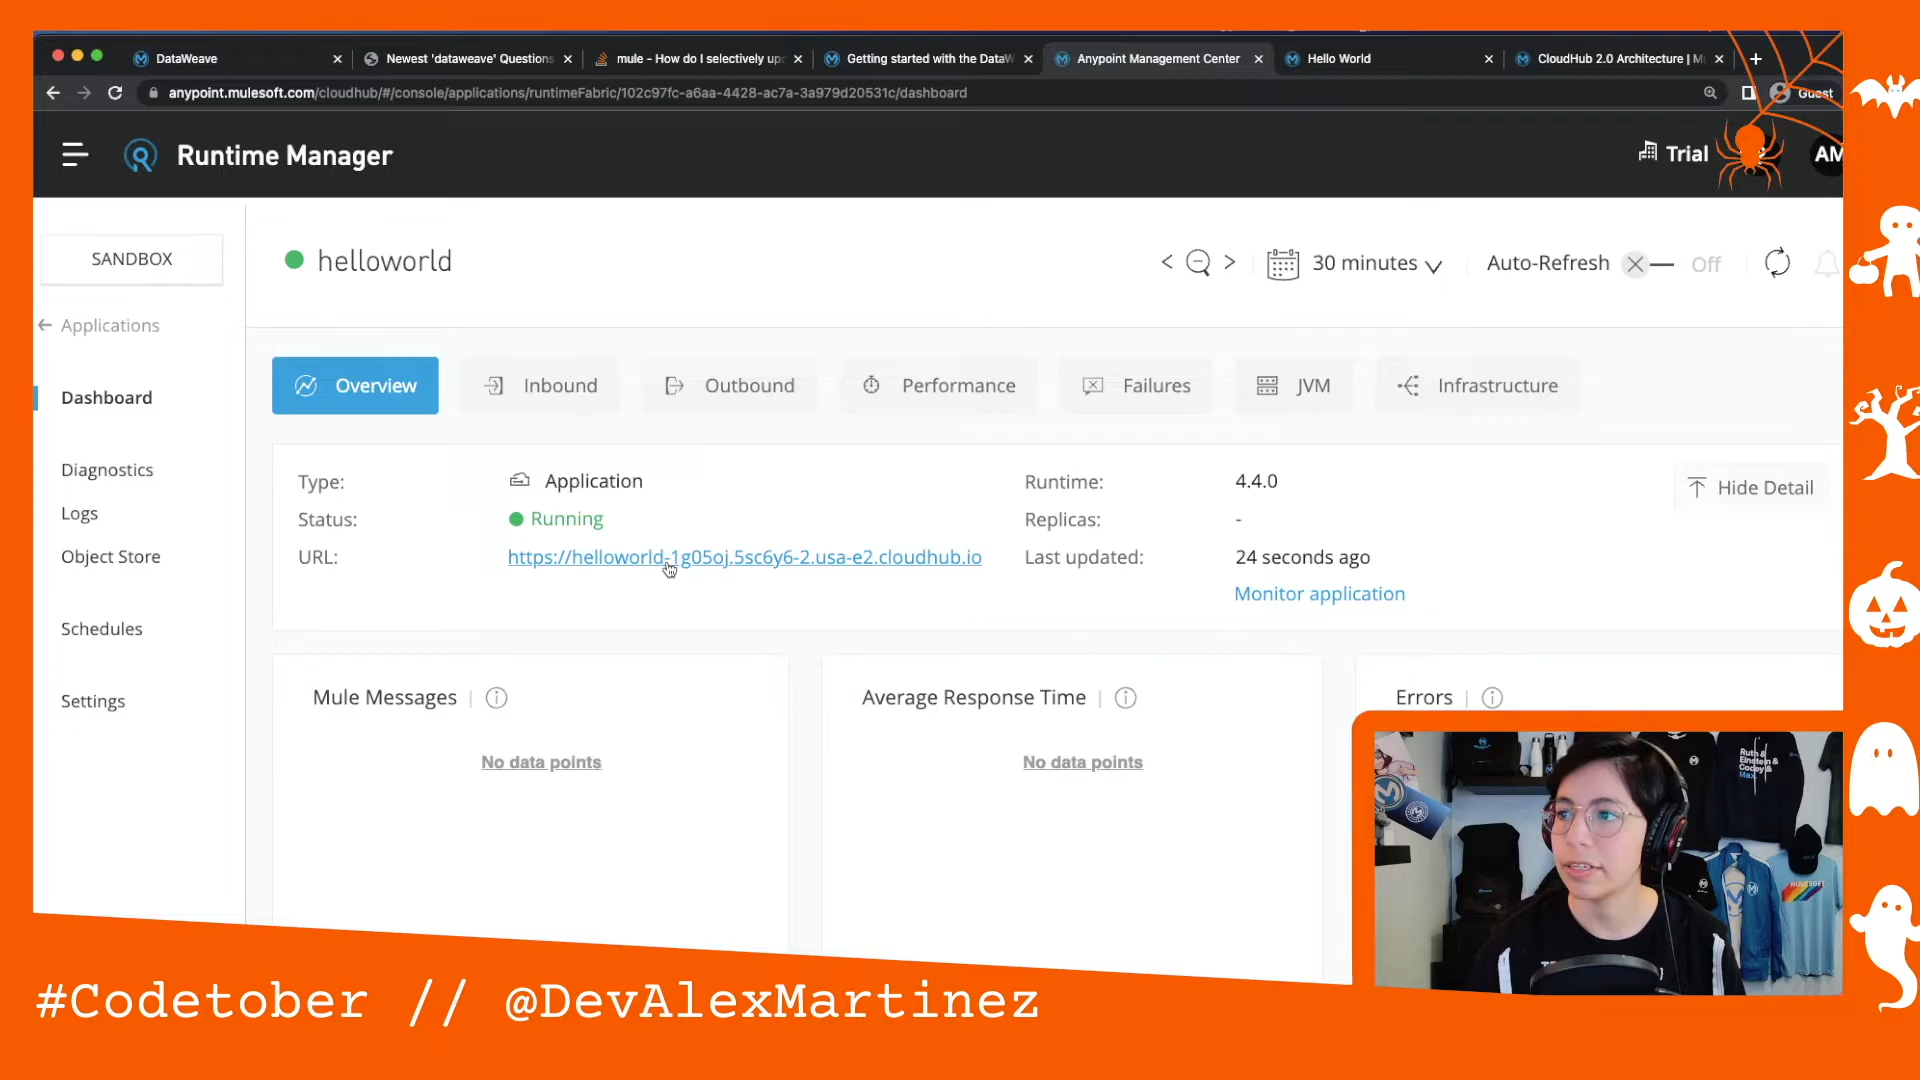 DataWeave
Newest 'dataweave' Questions
mule - How do I selectively up
Getting started with the DataW
Anypoint Management Center
Hello World
CloudHub 2.0 Architecture | M
anypoint.mulesoft.com/cloudhub/#/console/applications/runtimeFabric/102c97fc-a6aa-4428-ac7a-3a979d20531c/dashboard
Guest
Runtime Manager
Trial
AM
SANDBOX
helloworld
30 minutes
Auto-Refresh
Off
Applications
Dashboard
Diagnostics
Logs
Object Store
Schedules
Settings
Overview
Inbound
Outbound
Performance
Failures
JVM
Infrastructure
Type: Application
Runtime: 4.4.0
Hide Detail
Status: Running
Replicas: -
URL: https://helloworld-1g05oj.5sc6y6-2.usa-e2.cloudhub.io
Last updated: 24 seconds ago
Monitor application
Mule Messages
Average Response Time
Errors
No data points
No data points
Ruth &
Einstein &
Codey &
Max.
MULESOFT
#Codetober // @DevAlexMartinez